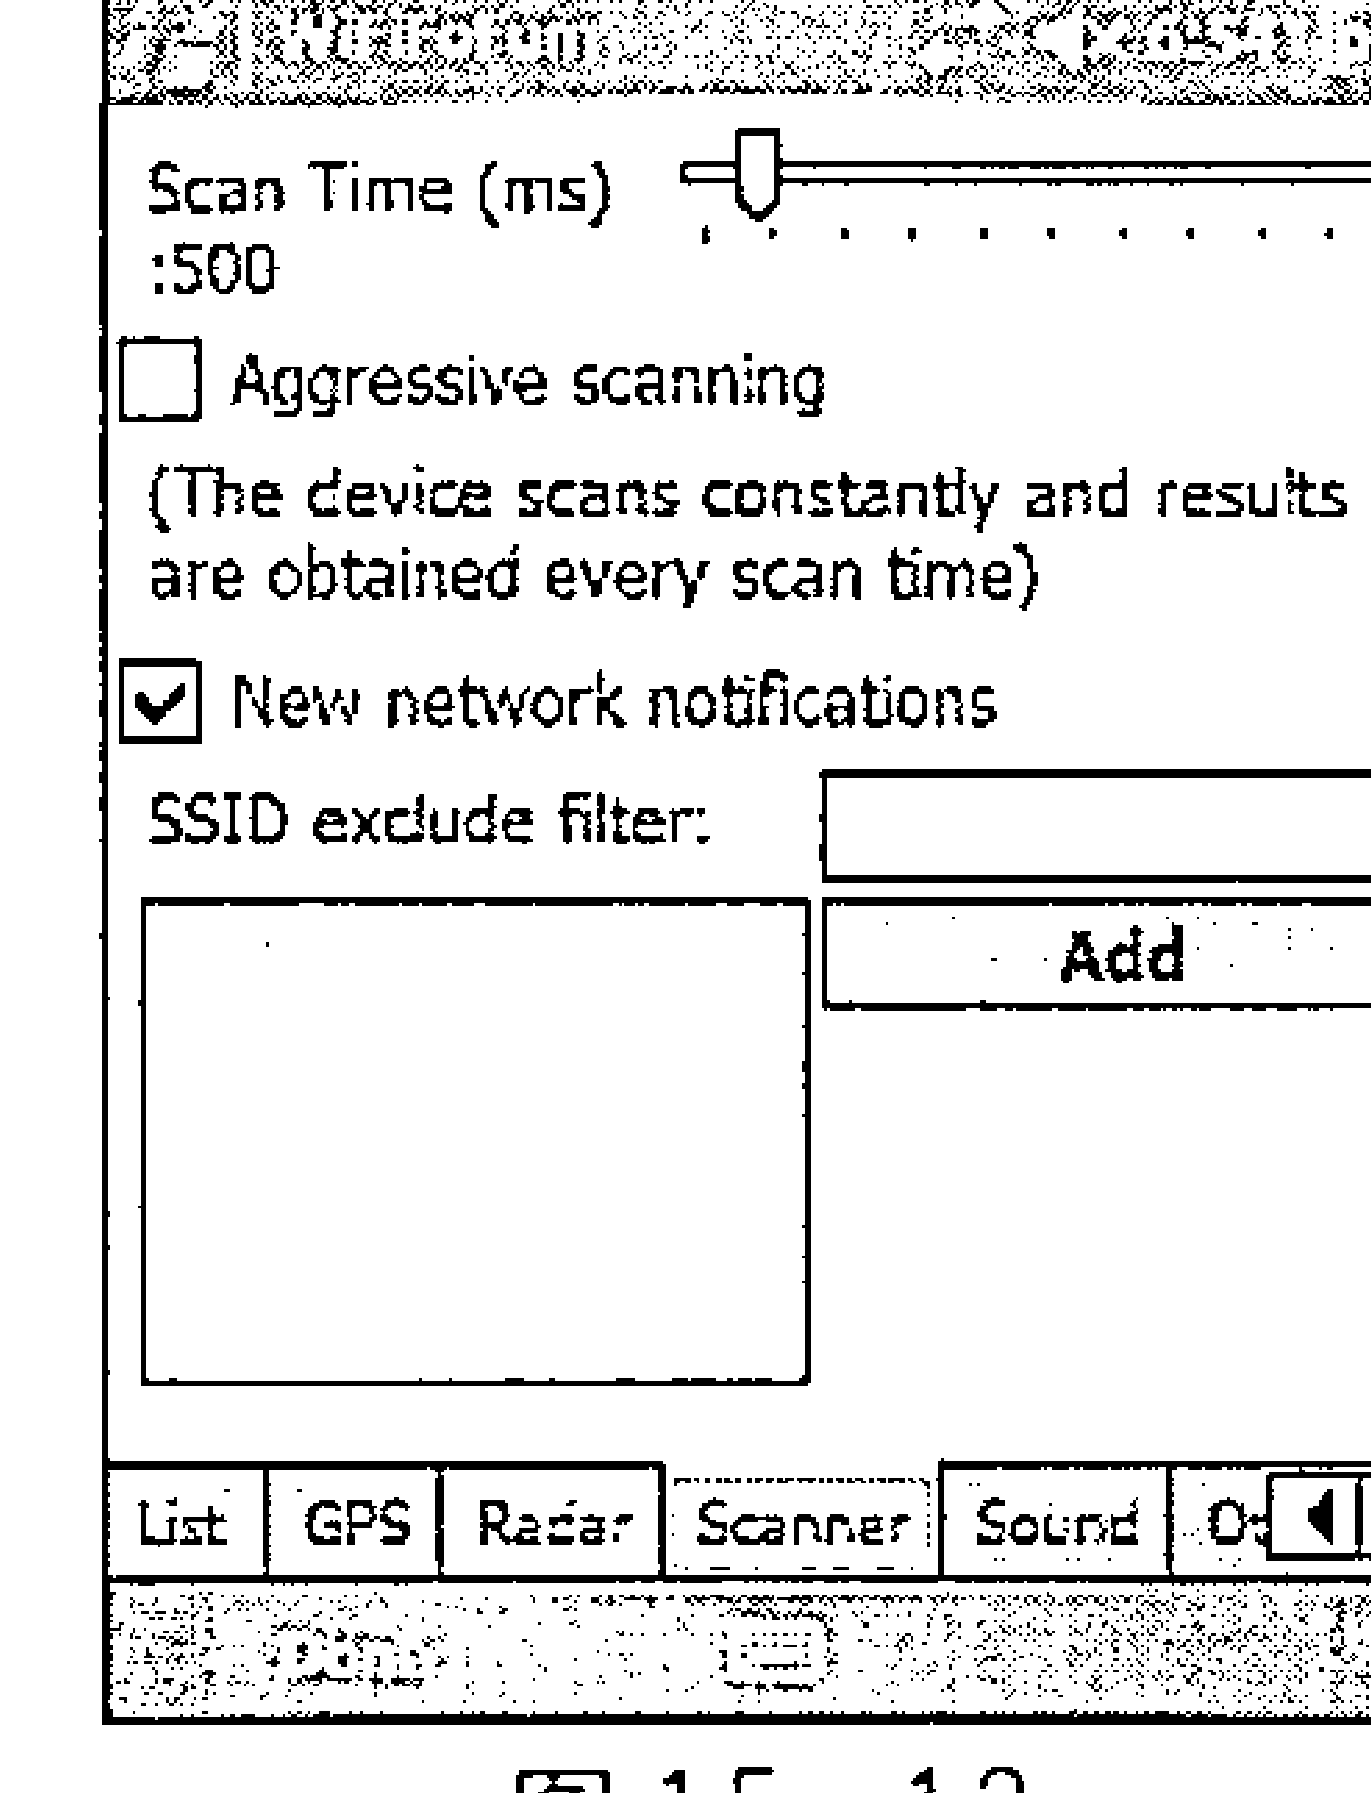 WiFiFoFum
Scan Time (ms)
:500
Aggressive scanning
(The device scans constantly and results
are obtained every scan time)
New network notifications
SSID exclude filter:
Add
List GPS Radar Scanner Sound